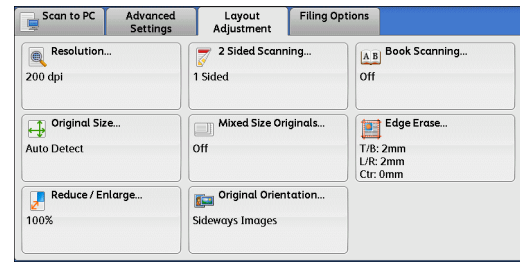 Scan to PC
Advanced
Settings
Layout
Adjustment
Filing Options
Resolution...
200 dpi
2 Sided Scanning...
1 Sided
A B
Book Scanning...
Off
Original Size...
Auto Detect
Mixed Size Originals...
Off
Edge Erase...
T/B: 2mm
L/R: 2mm
Ctr: 0mm
Reduce / Enlarge...
100%
Original Orientation...
Sideways Images